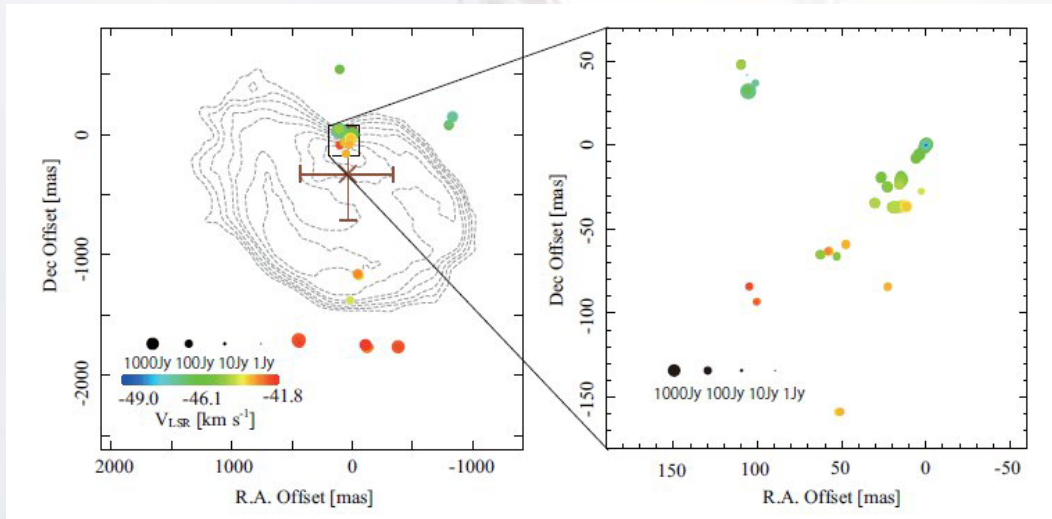 Dec Offset [mas]
0
-1000
-2000
1000Jy 100Jy 10Jy 1Jy
-49.0 -46.1 -41.8
V_LSR [km s⁻¹]
2000 1000 0 -1000
R.A. Offset [mas]
Dec Offset [mas]
50
0
-50
-100
-150
1000Jy 100Jy 10Jy 1Jy
150 100 50 0 -50
R.A. Offset [mas]